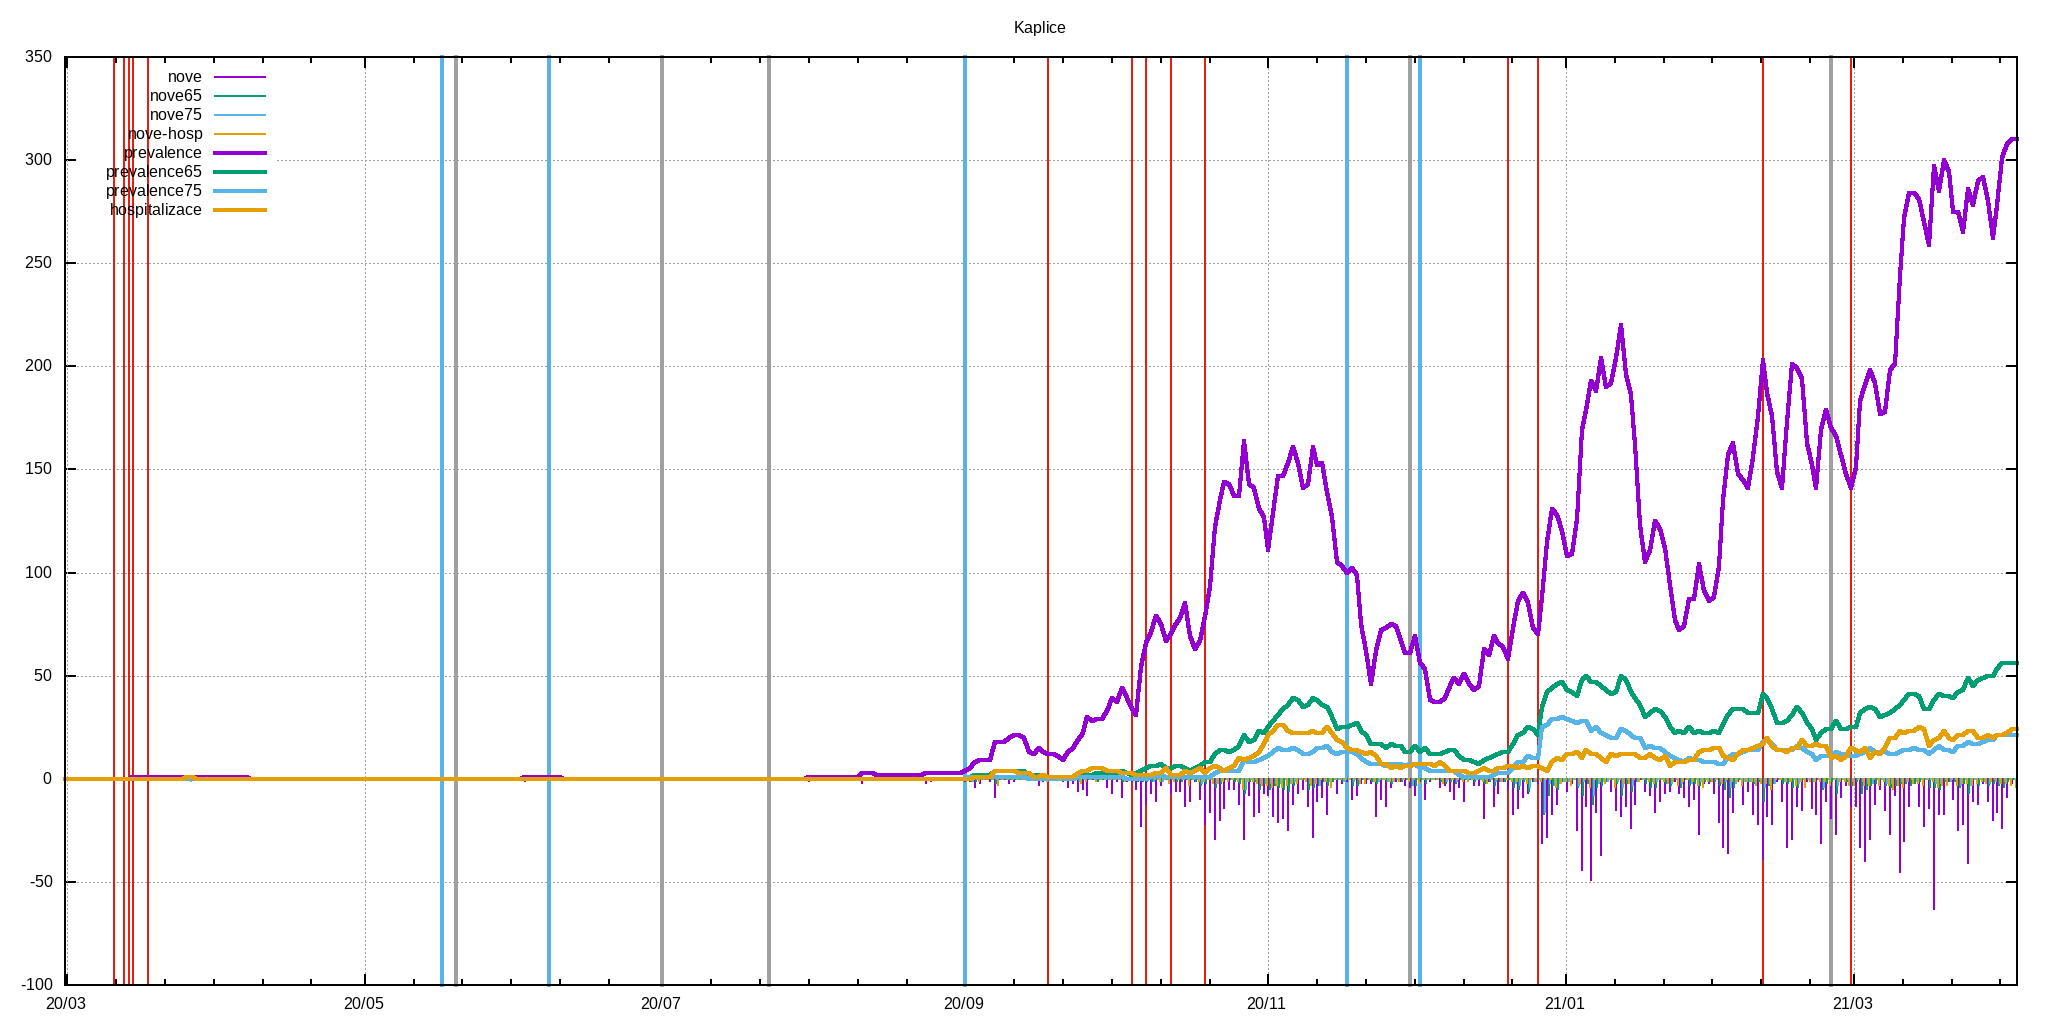 Kaplice
350
300
250
200
150
100
50
0
-50
-100
nove
nove65
nove75
nove-hosp
prevalence
prevalence65
prevalence75
hospitalizace
20/03 20/05 20/07 20/09 20/11 21/01 21/03